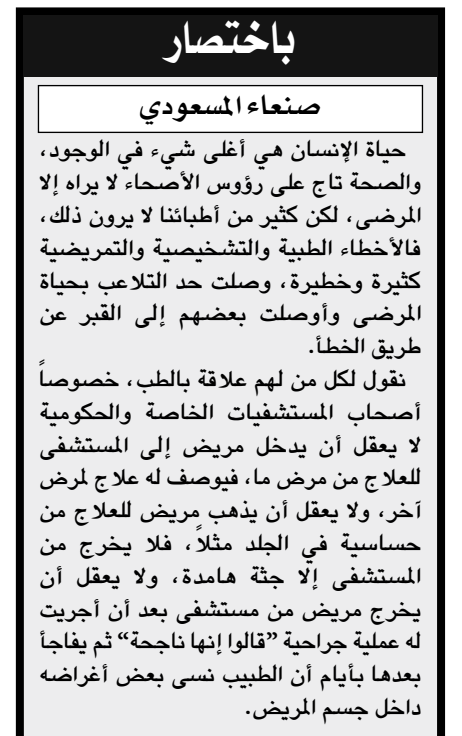 باختصار
صنعاء المسعودي
حياة الإنسان هي أغلى شيء في الوجود،
والصحة تاج على رؤوس الأصحاء لا يراه إلا
المرضى، لكن كثير من أطبائنا لا يرون ذلك،
فالأخطاء الطبية والتشخيصية والتمريضية
كثيرة وخطيرة، وصلت حد التلاعب بحياة
المرضى وأوصلت بعضهم إلى القبر عن
طريق الخطأ.
نقول لكل من لهم علاقة بالطب، خصوصاً
أصحاب المستشفيات الخاصة والحكومية
لا يعقل أن يدخل مريض إلى المستشفى
للعلاج من مرض ما، فيوصف له علاج لمرض
آخر، ولا يعقل أن يذهب مريض للعلاج من
حساسية في الجلد مثلاً، فلا يخرج من
المستشفى إلا جثة هامدة، ولا يعقل أن
يخرج مريض من مستشفى بعد أن أجريت
له عملية جراحية “قالوا إنها ناجحة” ثم يفاجأ
بعدها بأيام أن الطبيب نسى بعض أغراضه
داخل جسم المريض.